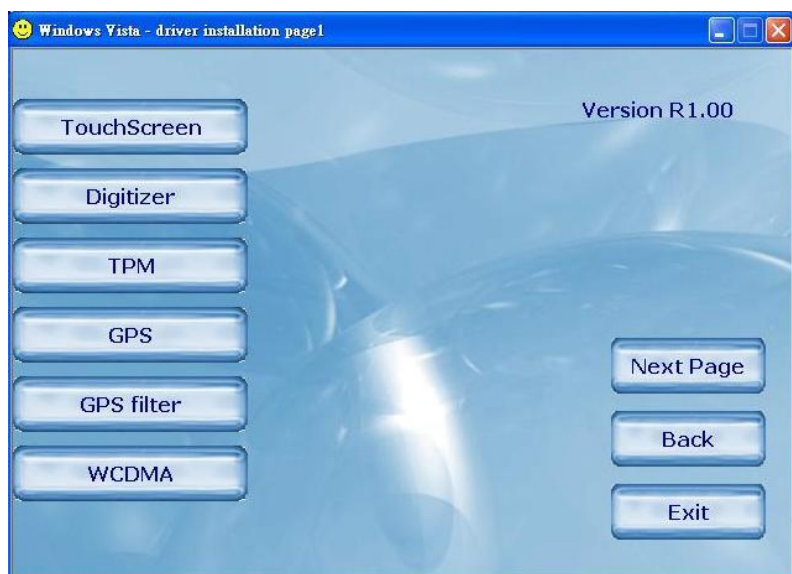 Windows Vista - driver installation page1
Version R1.00
TouchScreen
Digitizer
TPM
GPS
GPS filter
WCDMA
Next Page
Back
Exit